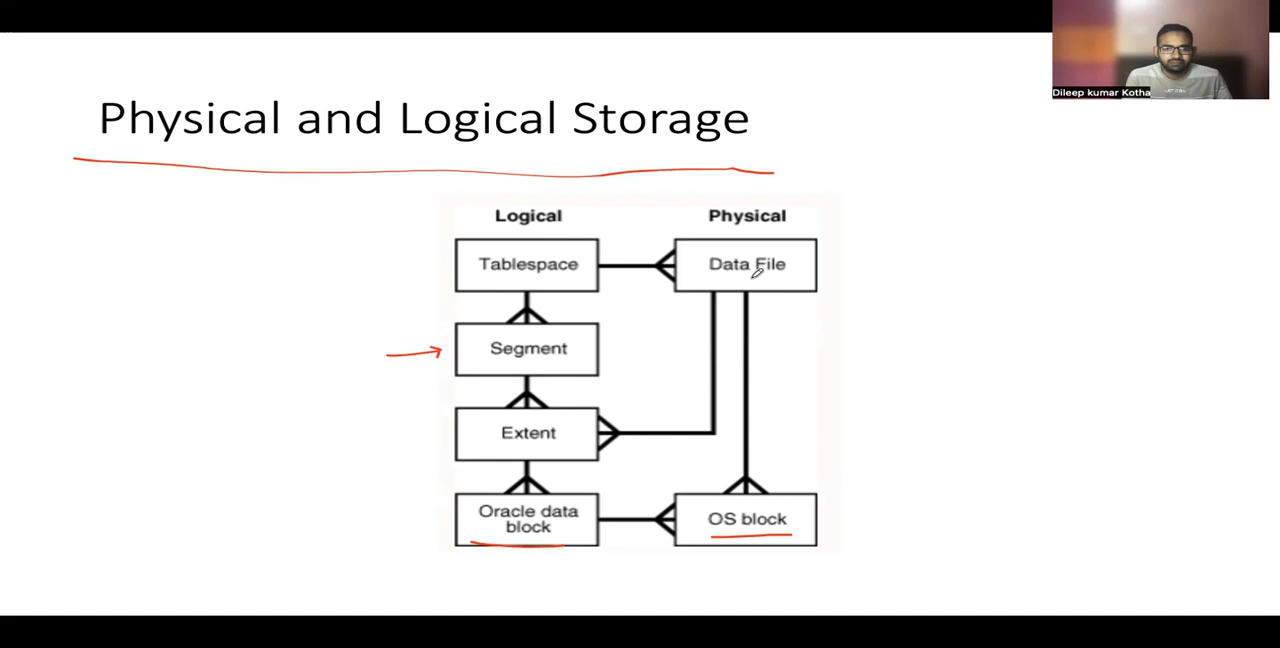 Dileep kumar Kotha
Physical and Logical Storage
Logical
Physical
Tablespace
Data File
Segment
Extent
Oracle data
block
OS block